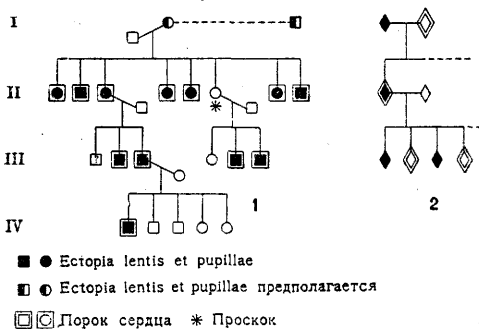 I
II
III
IV
?
1
2
Ectopia lentis et pupillae
Ectopia lentis et pupillae предполагается
Порок сердца * Проскок